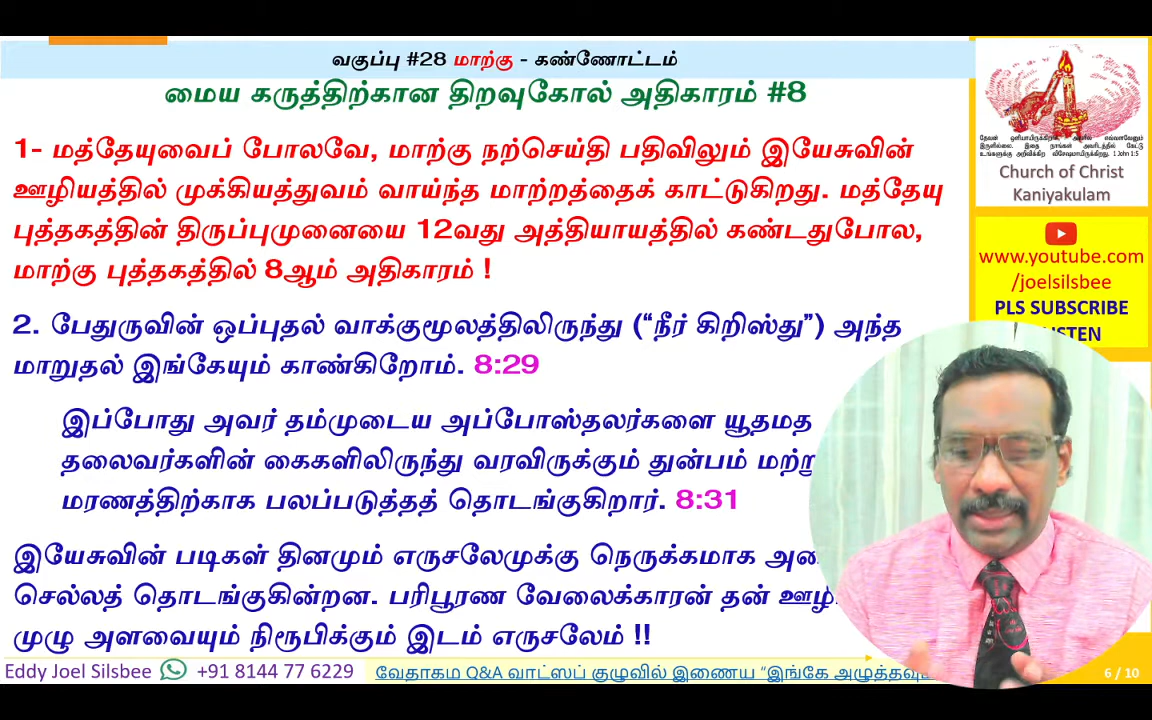 வகுப்பு #28 மாற்கு - கண்ணோட்டம்
மைய கருத்திற்கான திறவுகோல் அதிகாரம் #8
1- மத்தேயுவைப் போலவே, மாற்கு நற்செய்தி பதிவிலும் இயேசுவின்
ஊழியத்தில் முக்கியத்துவம் வாய்ந்த மாற்றத்தைக் காட்டுகிறது. மத்தேயு
புத்தகத்தின் திருப்புமுனையை 12வது அத்தியாயத்தில் கண்டதுபோல,
மாற்கு புத்தகத்தில் 8ஆம் அதிகாரம் !
2. பேதுருவின் ஒப்புதல் வாக்குமூலத்திலிருந்து (“நீர் கிறிஸ்து”) அந்த
மாறுதல் இங்கேயும் காண்கிறோம். 8:29
இப்போது அவர் தம்முடைய அப்போஸ்தலர்களை யூதமத
தலைவர்களின் கைகளிலிருந்து வரவிருக்கும் துன்பம்
மரணத்திற்காக பலப்படுத்தத் தொடங்குகிறார். 8:31
இயேசுவின் படிகள் தினமும் எருசலேமுக்கு நெருக்கமாக
செல்லத் தொடங்குகின்றன. பரிபூரண வேலைக்காரன் தன்
முழு அளவையும் நிரூபிக்கும் இடம் எருசலேம் !!
Eddy Joel Silsbee +91 8144 77 6229 வேதாகம Q&A வாட்ஸப் குழுவில் இணைய “இங்கே
6 / 10
1 John 1:5
Church of Christ
Kaniyakulam
www.youtube.com
/joelsilsbee
PLS SUBSCRIBE